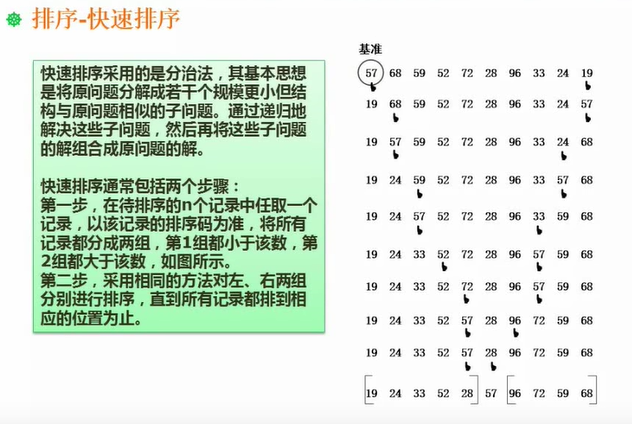 排序-快速排序
快速排序采用的是分治法，其基本思想
是将原问题分解成若干个规模更小但结
构与原问题相似的子问题。通过递归地
解决这些子问题，然后再将这些子问题
的解组合成原问题的解。
快速排序通常包括两个步骤：
第一步，在待排序的n个记录中任取一个
记录，以该记录的排序码为准，将所有
记录都分成两组，第1组都小于该数，第
2组都大于该数，如图所示。
第二步，采用相同的方法对左、右两组
分别进行排序，直到所有记录都排到相
应的位置为止。
基准
57 68 59 52 72 28 96 33 24 19
19 68 59 52 72 28 96 33 24 57
19 57 59 52 72 28 96 33 24 68
19 24 59 52 72 28 96 33 57 68
19 24 57 52 72 28 96 33 59 68
19 24 33 52 72 28 96 57 59 68
19 24 33 52 72 28 96 57 59 68
19 24 33 52 57 28 96 72 59 68
19 24 33 52 57 28 96 72 59 68
[19 24 33 52 28] 57 [96 72 59 68]